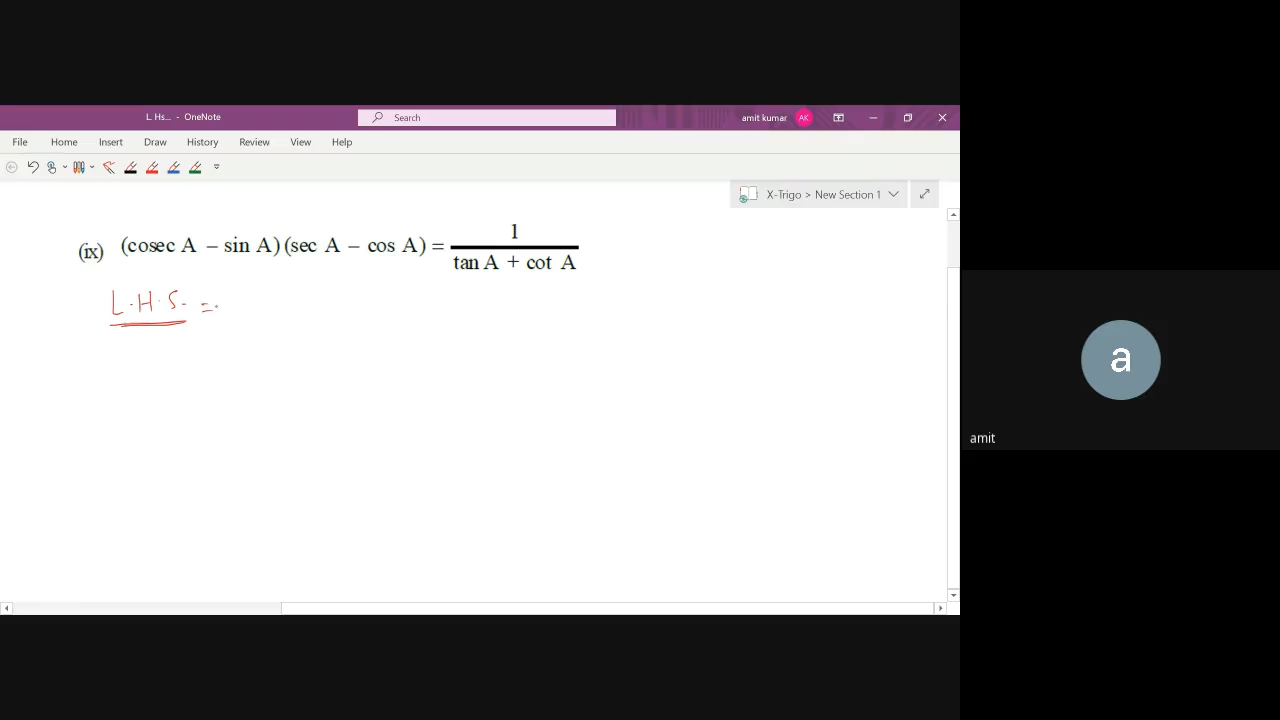 L. Hs... - OneNote
Search
amit kumar AK
File Home Insert Draw History Review View Help
X-Trigo > New Section 1
(ix) (cosec A – sin A) (sec A – cos A) = 1 / (tan A + cot A)
L.H.S. =
a
amit